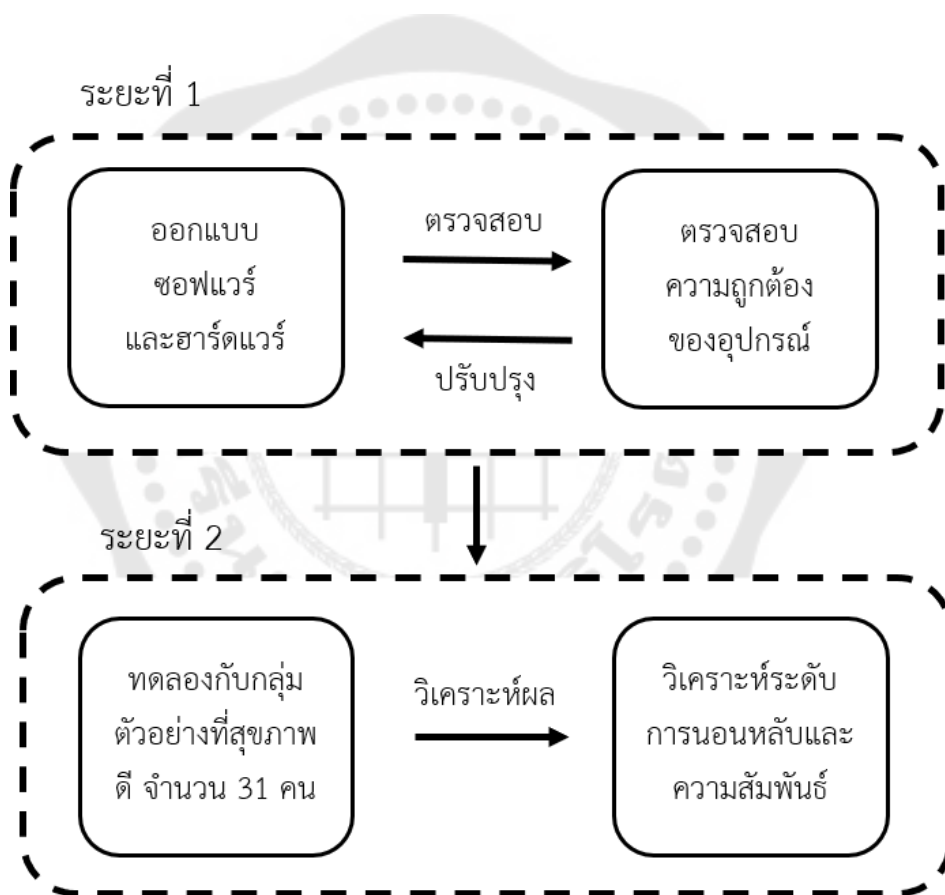 ระยะที่ 1
ออกแบบ
ซอฟแวร์
และฮาร์ดแวร์
ตรวจสอบ
ปรับปรุง
ตรวจสอบ
ความถูกต้อง
ของอุปกรณ์
ระยะที่ 2
ทดลองกับกลุ่ม
ตัวอย่างที่สุขภาพ
ดี จำนวน 31 คน
วิเคราะห์ผล
วิเคราะห์ระดับ
การนอนหลับและ
ความสัมพันธ์